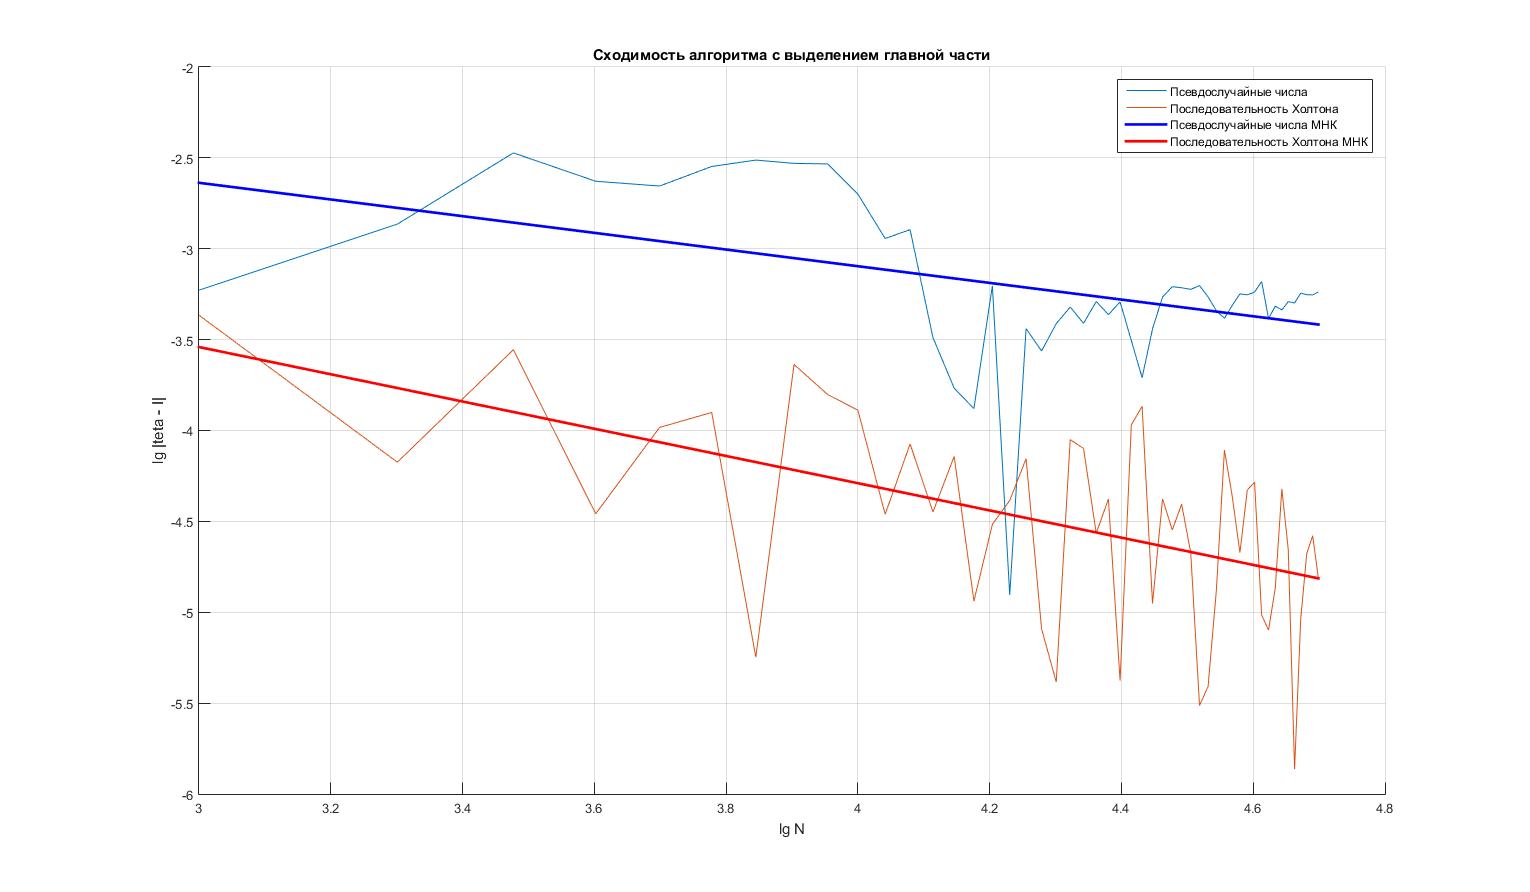 Сходимость алгоритма с выделением главной части
Псевдослучайные числа
Последовательность Холтона
Псевдослучайные числа МНК
Последовательность Холтона МНК
lg |teta - I|
-2
-2.5
-3
-3.5
-4
-4.5
-5
-5.5
-6
3 3.2 3.4 3.6 3.8 4 4.2 4.4 4.6 4.8
lg N